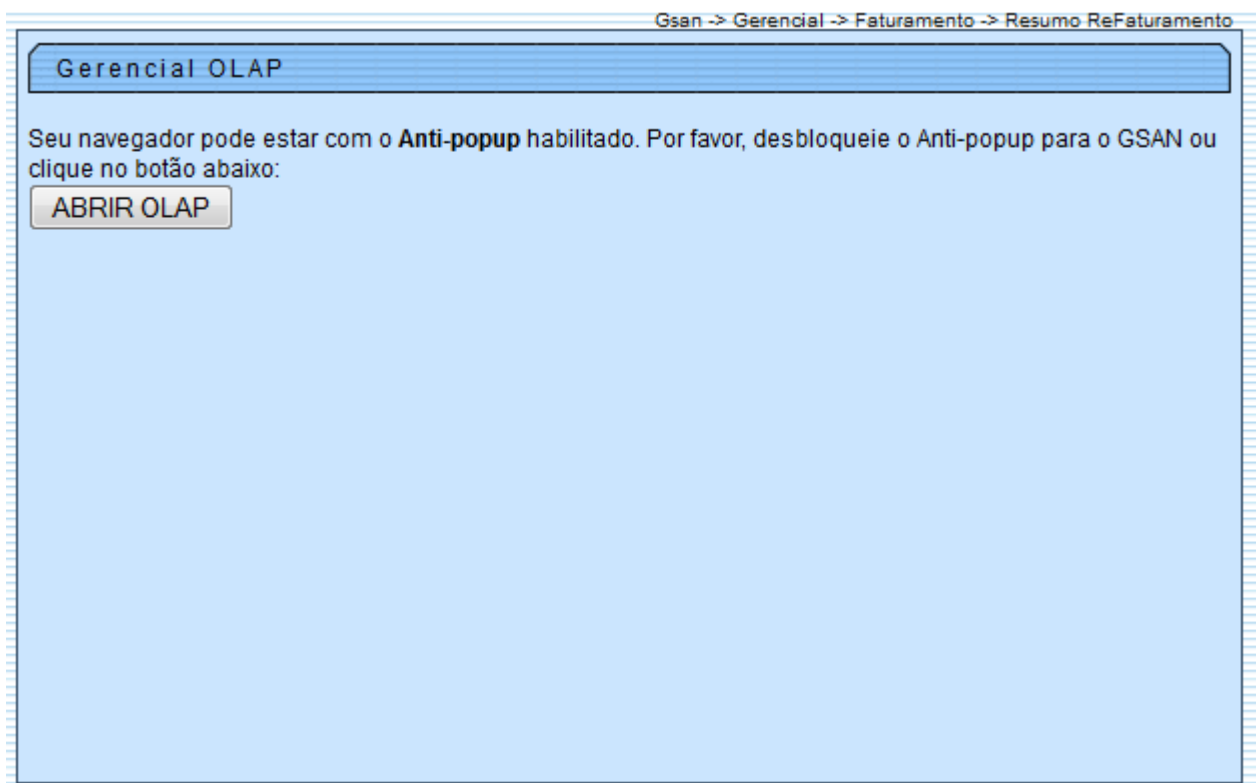 Gsan -> Gerencial -> Faturamento -> Resumo ReFaturamento
Gerencial OLAP
Seu navegador pode estar com o Anti-popup habilitado. Por favor, desbloqueie o Anti-popup para o GSAN ou
clique no botão abaixo:
ABRIR OLAP